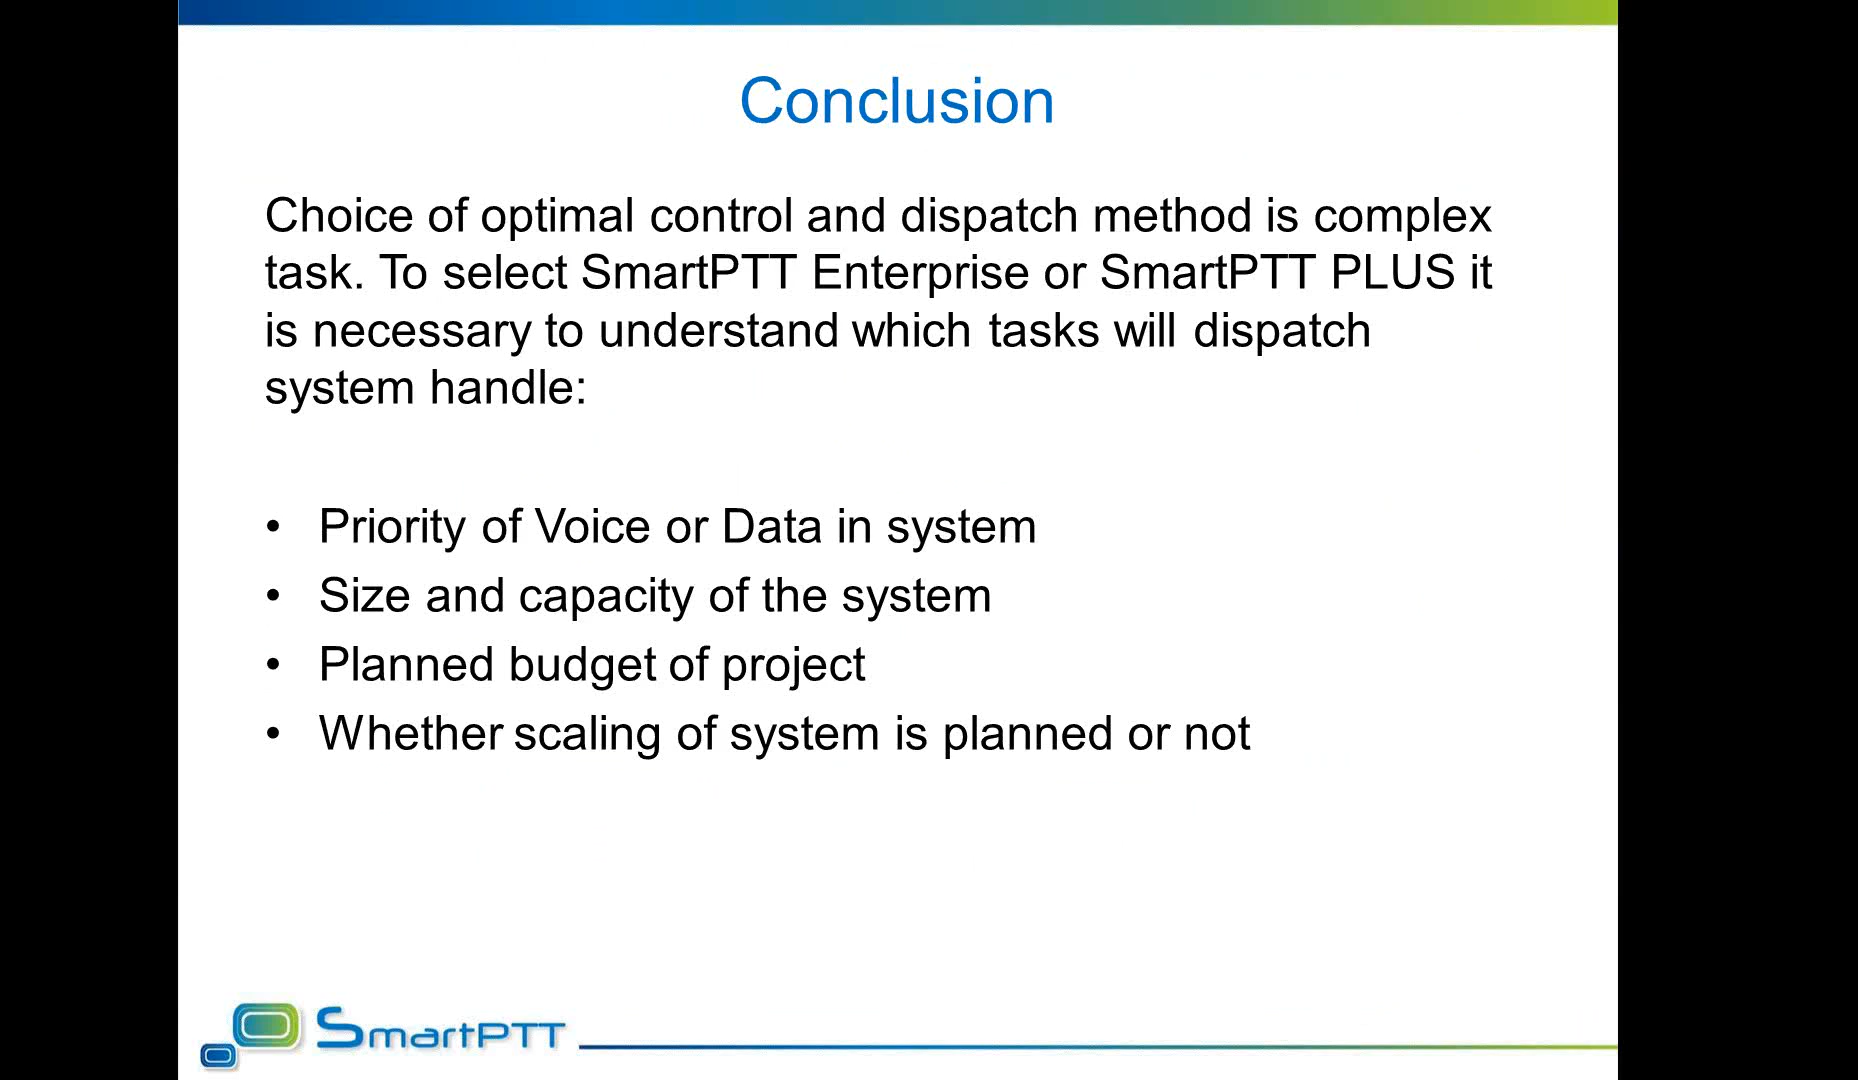 Conclusion
Choice of optimal control and dispatch method is complex
task. To select SmartPTT Enterprise or SmartPTT PLUS it
is necessary to understand which tasks will dispatch
system handle:
• Priority of Voice or Data in system
• Size and capacity of the system
• Planned budget of project
• Whether scaling of system is planned or not
SmartPTT